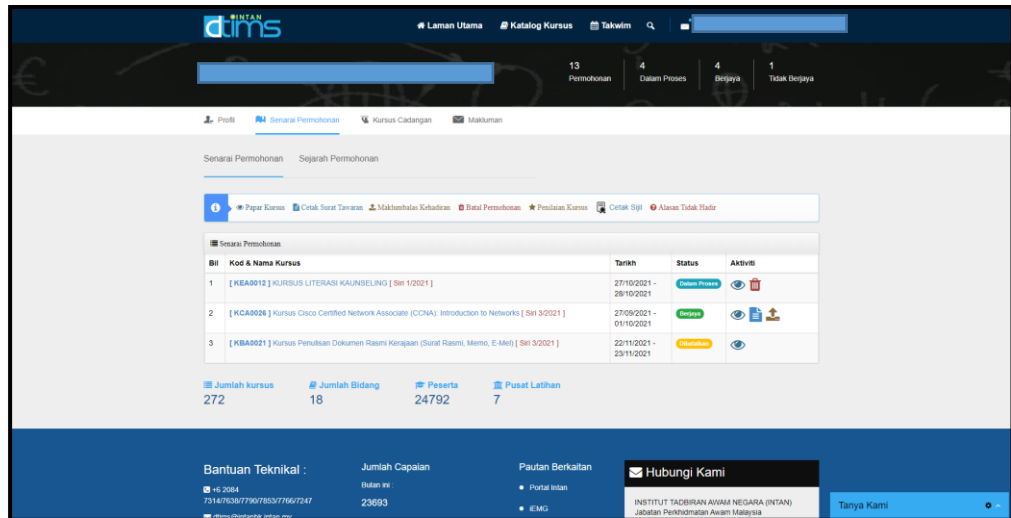 INTAN
dtims
Laman Utama Katalog Kursus Takwim
13 4 4 1
Permohonan Dalam Proses Berjaya Tidak Berjaya
Profil Senarai Permohonan Kursus Cadangan Makluman
Senarai Permohonan Sejarah Permohonan
Papar Kursus Cetak Surat Tawaran Maklumbalas Kehadiran Batal Permohonan Penilaian Kursus Cetak Sijil Alasan Tidak Hadir
Senarai Permohonan
Bil Kod & Nama Kursus Tarikh Status Aktiviti
1 [ KEA0012 ] KURSUS LITERASI KAUNSELING [ Siri 1/2021 ] 27/10/2021 - Dalam Proses
28/10/2021
2 [ KCA0026 ] Kursus Cisco Certified Network Associate (CCNA): Introduction to Networks [ Siri 3/2021 ] 27/09/2021 - Berjaya
01/10/2021
3 [ KBA0021 ] Kursus Penulisan Dokumen Rasmi Kerajaan (Surat Rasmi, Memo, E-Mel) [ Siri 3/2021 ] 22/11/2021 - Dibatalkan
23/11/2021
Jumlah kursus Jumlah Bidang Peserta Pusat Latihan
272 18 24792 7
Bantuan Teknikal : Jumlah Capaian Pautan Berkaitan Hubungi Kami
+6 2084 Bulan ini : Portal Intan
7314/7638/7790/7853/7766/7247 23693 EMG INSTITUT TADBIRAN AWAM NEGARA (INTAN)
Jabatan Perkhidmatan Awam Malaysia
dtims@intanbk.intan.my
Tanya Kami